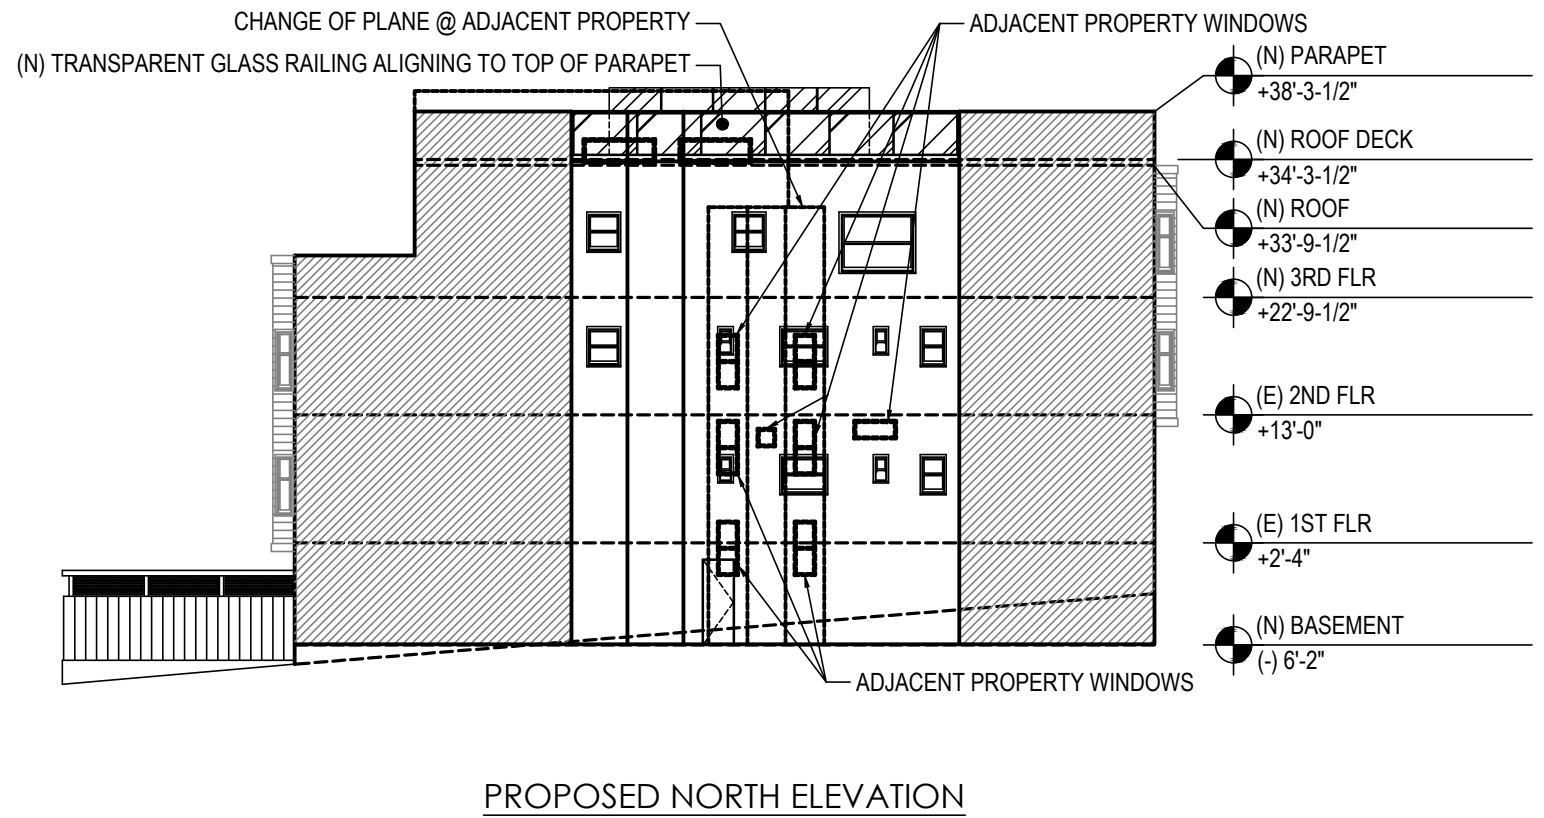 CHANGE OF PLANE @ ADJACENT PROPERTY
ADJACENT PROPERTY WINDOWS
(N) TRANSPARENT GLASS RAILING ALIGNING TO TOP OF PARAPET
(N) PARAPET
+38'-3-1/2"
(N) ROOF DECK
+34'-3-1/2"
(N) ROOF
+33'-9-1/2"
(N) 3RD FLR
+22'-9-1/2"
(E) 2ND FLR
+13'-0"
(E) 1ST FLR
+2'-4"
(N) BASEMENT
(-) 6'-2"
ADJACENT PROPERTY WINDOWS
PROPOSED NORTH ELEVATION